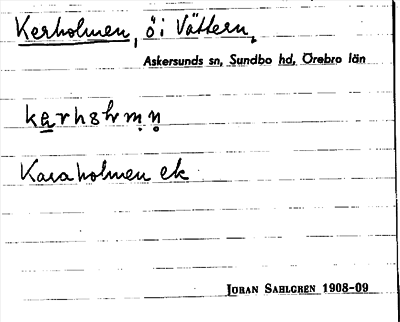 Kerholmen, ö i Vättern,
Askersunds sn, Sundbo hd, Örebro län
Karaholmen ek
JOHAN SAHLGREN 1908-09